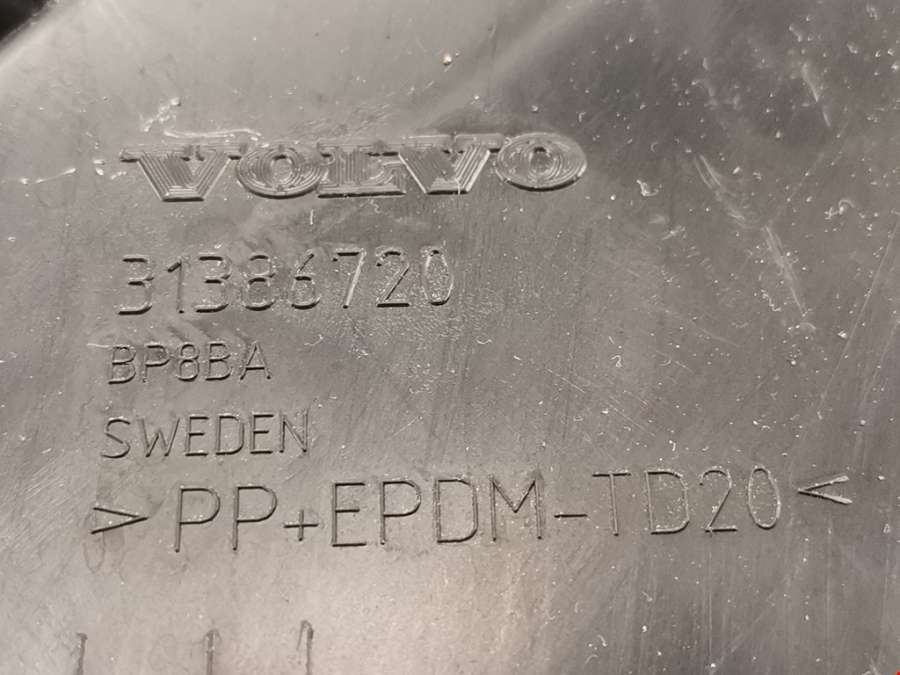 VOLVO
31386720
BP8BA
SWEDEN
>PP+EPDM-TD20<